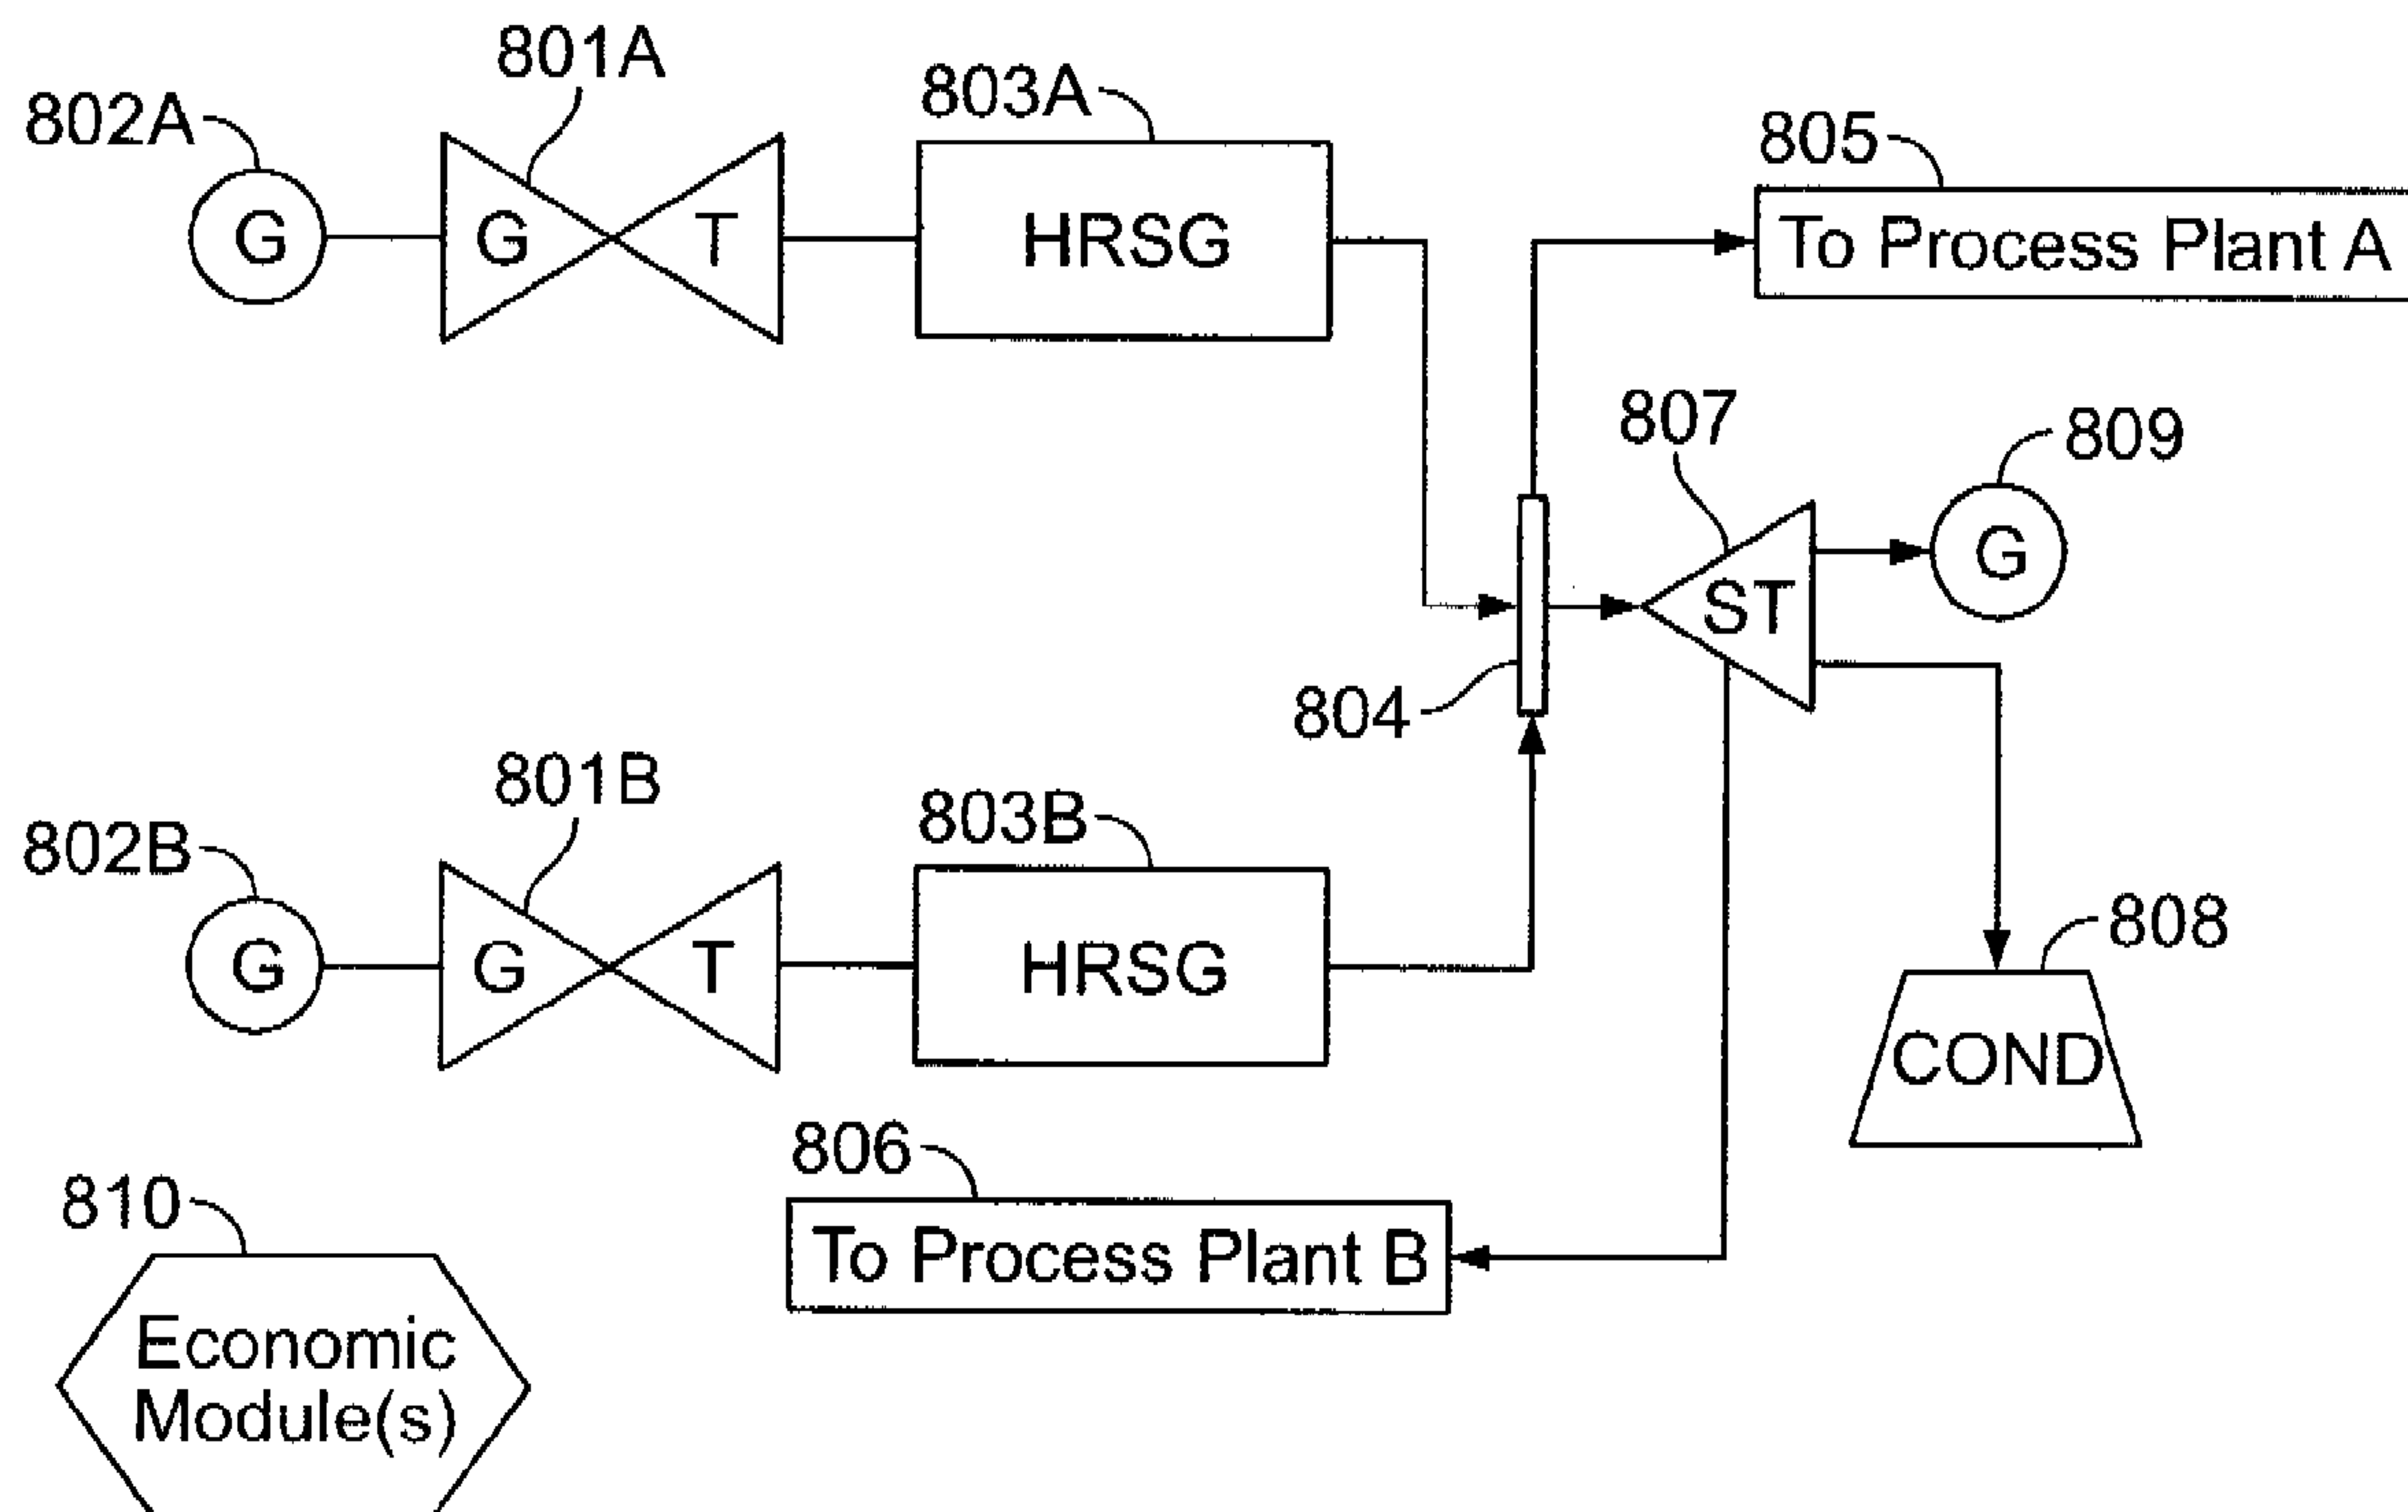 801A
802A
803A
805
G
G
T
HRSG
To Process Plant A
807
809
G
ST
804
801B
803B
802B
808
G
G
T
HRSG
COND
806
810
To Process Plant B
Economic
Module(s)